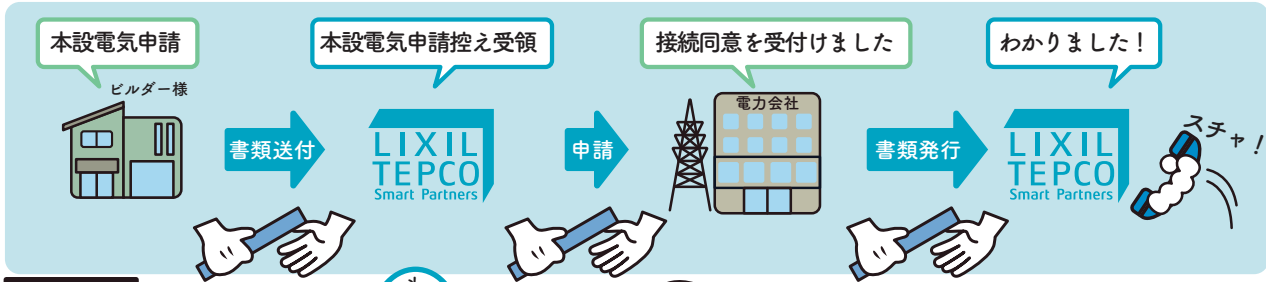 本設電気申請
本設電気申請控え受領
接続同意を受付けました
わかりました!
ビルダー様
書類送付
LIXIL
TEPCO
Smart Partners
申請
電力会社
書類発行
LIXIL
TEPCO
Smart Partners
スチャ!